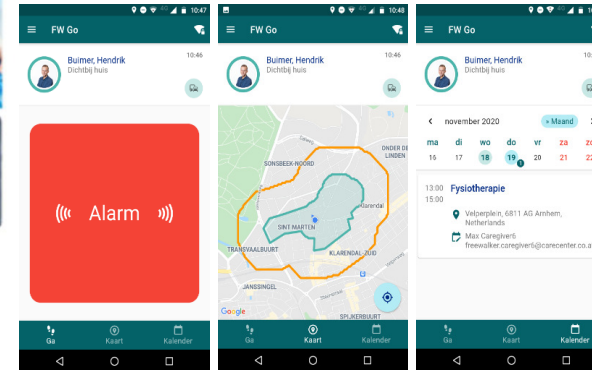 10:47
FW Go
Buimer, Hendrik
Dichtbij huis
10:46
Alarm
Ga
Kaart
Kalender
10:48
FW Go
Buimer, Hendrik
Dichtbij huis
10:46
SONSBEEK-NOORD
ONDER DE
LINDEN
Klarendal
SINT MARTEN
TRANSVAALBUURT
KLARENDAL-ZUID
JANSSINGEL
Google
SPIJKERBUURT
Ga
Kaart
Kalender
FW Go
Buimer, Hendrik
Dichtbij huis
november 2020
» Maand
ma di wo do vr za
16 17 18 19 20 21 22
13:00 Fysiotherapie
15:00
Velperplein, 6811 AG Arnhem,
Netherlands
Max Caregiver6
freewalker.caregiver6@carecenter.co.a
Ga
Kaart
Kalender